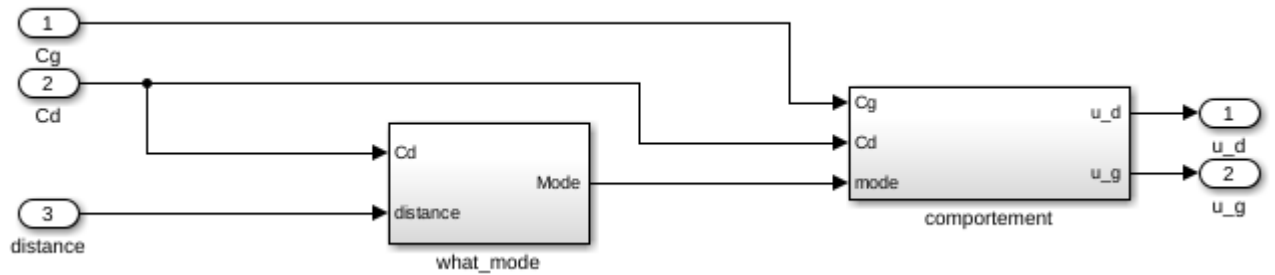 1
Cg
2
Cd
3
distance
Cd
distance
Mode
what_mode
Cg
Cd
mode
u_d
u_g
comportement
1
u_d
2
u_g